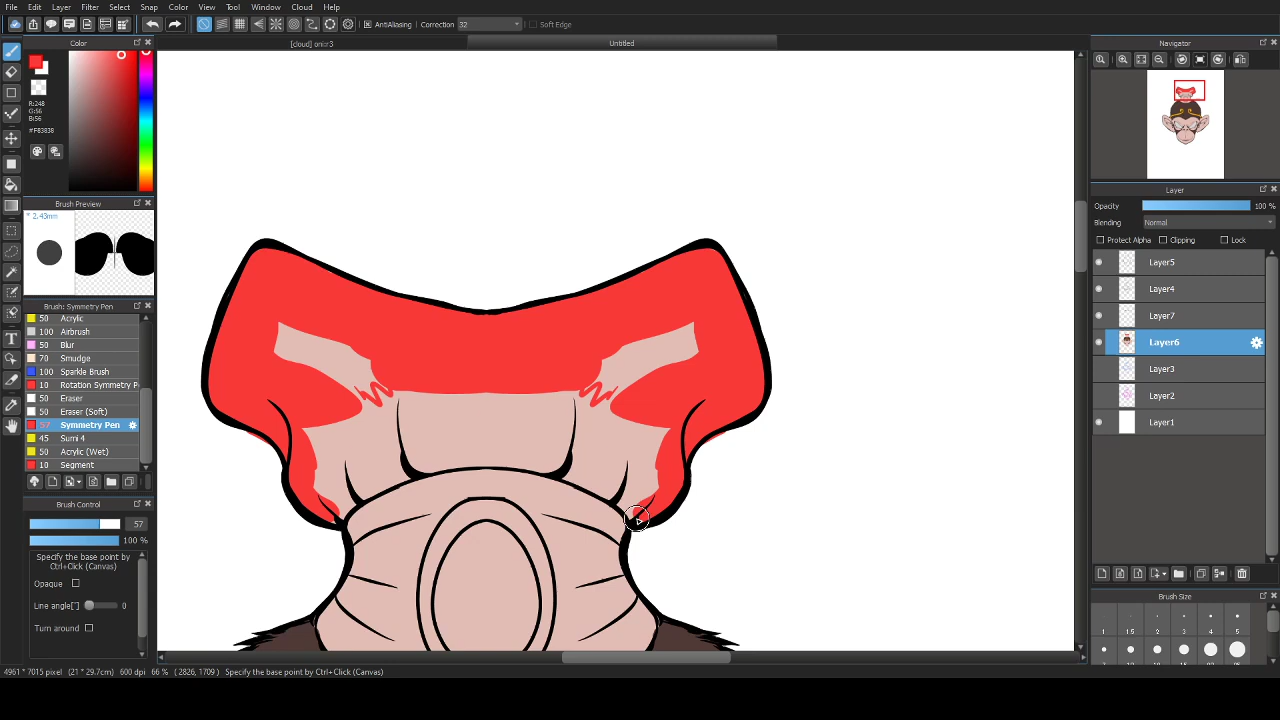 File Edit Layer Filter Select Snap Color View Tool Window Cloud Help
AntiAliasing Correction 32 Soft Edge
Color
[cloud] oni:r3
Untitled
Navigator
R:248
G:56
B:56
#F83838
Brush Preview
* 2.43mm
Brush: Symmetry Pen
50 Acrylic
100 Airbrush
50 Blur
70 Smudge
100 Sparkle Brush
10 Rotation Symmetry P
50 Eraser
50 Eraser (Soft)
57 Symmetry Pen
45 Sumi 4
50 Acrylic (Wet)
10 Segment
Brush Control
57
100 %
Specify the base point by
Ctrl+Click (Canvas)
Opaque
Line angle[°] 0
Turn around
Layer
Opacity 100 %
Blending Normal
Protect Alpha Clipping Lock
Layer5
Layer4
Layer7
Layer6
Layer3
Layer2
Layer1
Brush Size
1 1.5 2 3 4 5
7 10 15
4961 * 7015 pixel (21 * 29.7cm) 600 dpi 66 % ( 2826, 1709 ) Specify the base point by Ctrl+Click (Canvas)